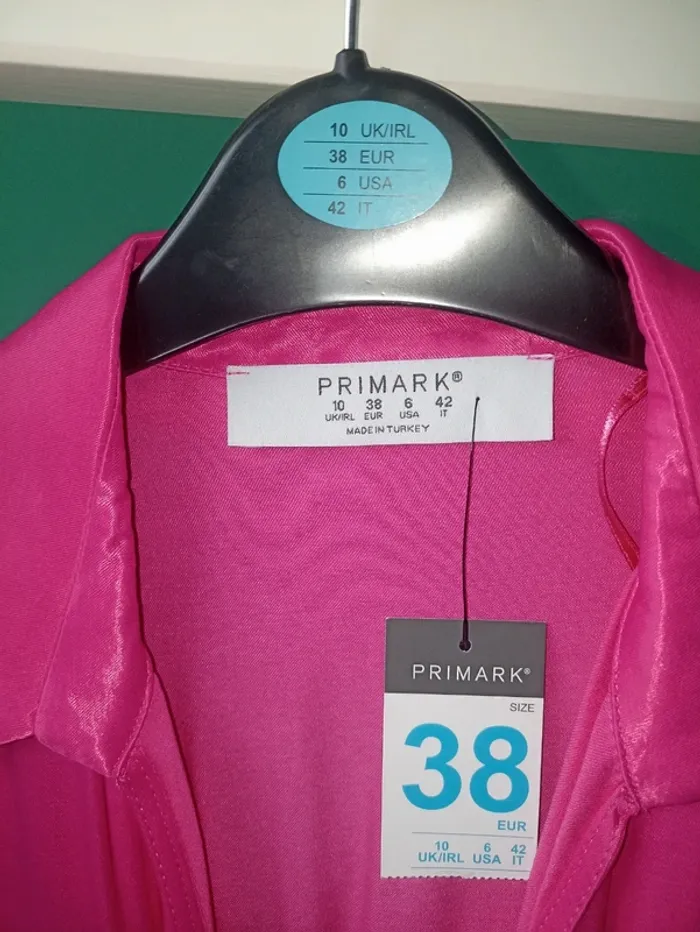 10 UK/IRL
38 EUR
6 USA
42 IT
PRIMARK®
10 38 6 42
UK/IRL EUR USA IT
MADE IN TURKEY
PRIMARK®
SIZE
38
EUR
10 6 42
UK/IRL USA IT